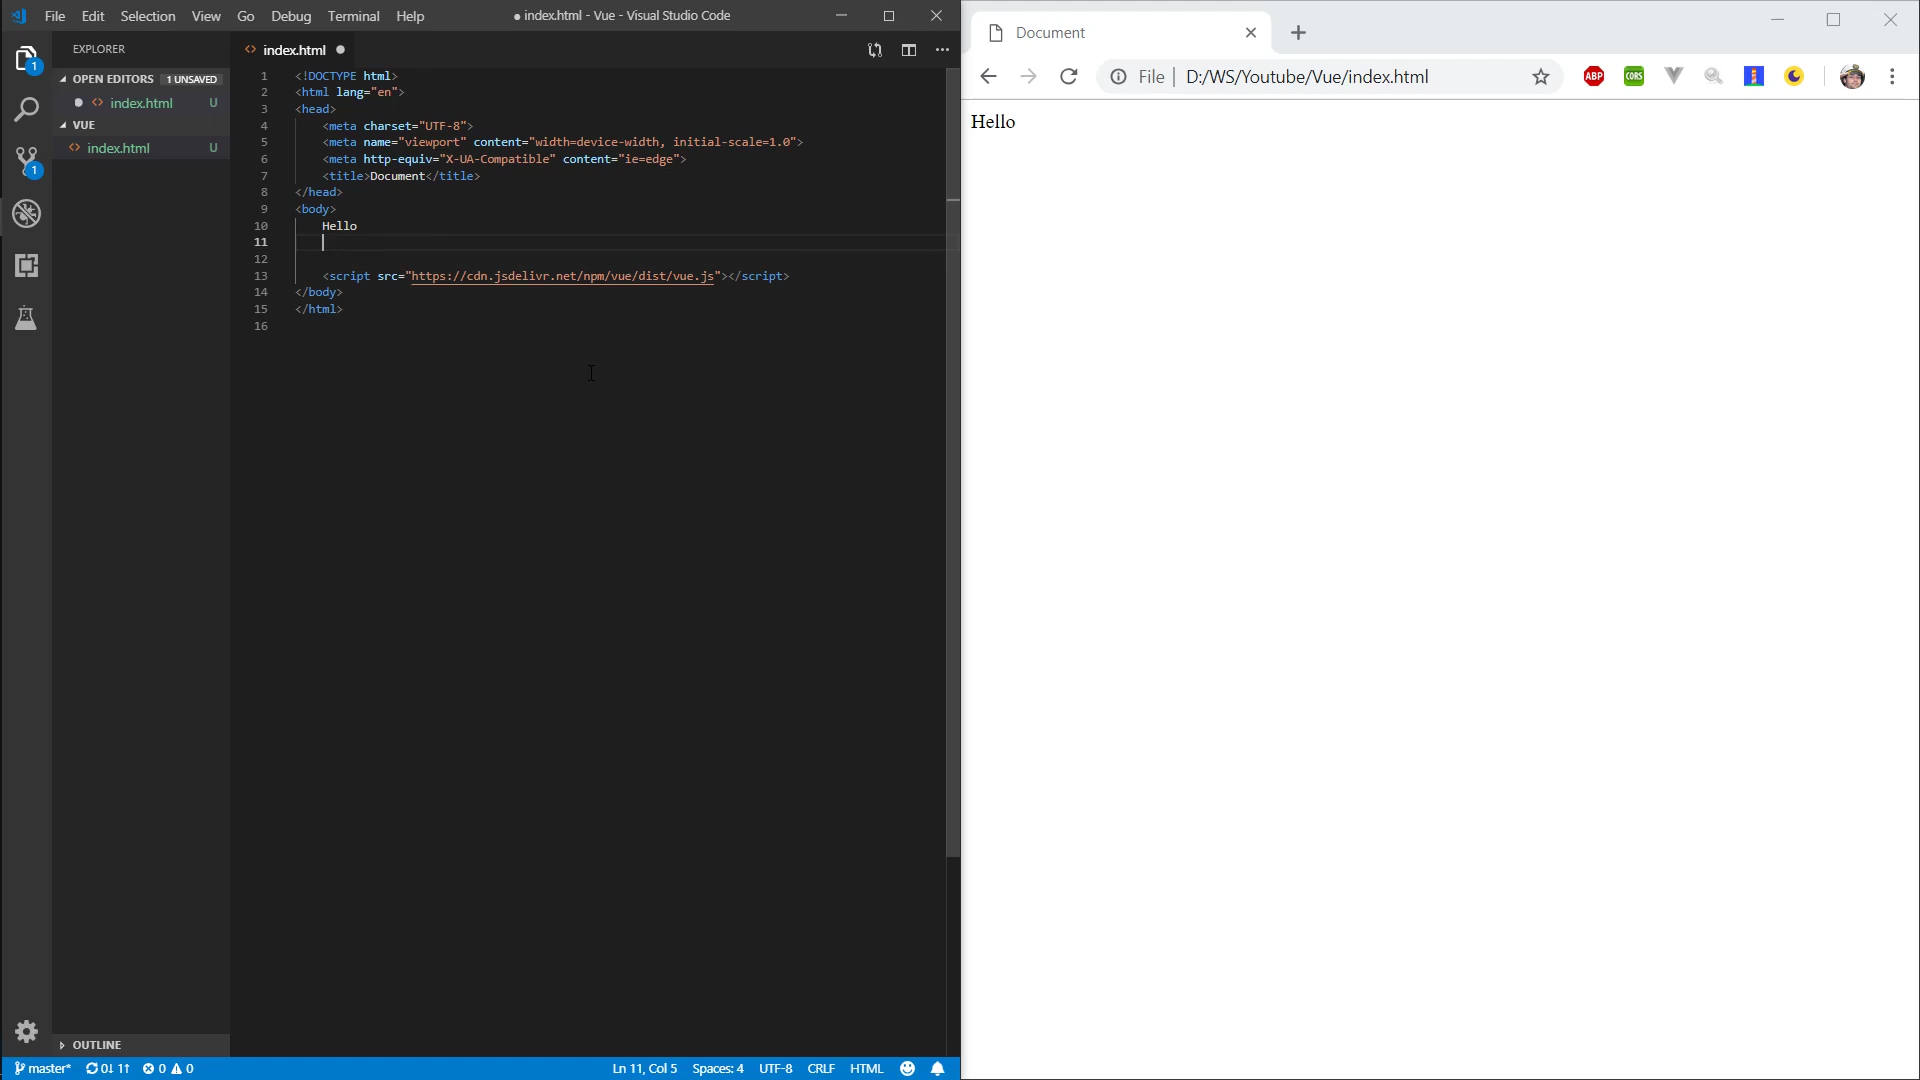 File Edit Selection View Go Debug Terminal Help
● index.html - Vue - Visual Studio Code
EXPLORER
OPEN EDITORS 1 UNSAVED
index.html U
VUE
index.html U
OUTLINE
1
1
index.html
1 <!DOCTYPE html>
2 <html lang="en">
3 <head>
4 <meta charset="UTF-8">
5 <meta name="viewport" content="width=device-width, initial-scale=1.0">
6 <meta http-equiv="X-UA-Compatible" content="ie=edge">
7 <title>Document</title>
8 </head>
9 <body>
10 Hello
11
12
13 <script src="https://cdn.jsdelivr.net/npm/vue/dist/vue.js"></script>
14 </body>
15 </html>
16
master* 0↓ 1↑ 0 0
Ln 11, Col 5 Spaces: 4 UTF-8 CRLF HTML
Document
File | D:/WS/Youtube/Vue/index.html
ABP CORS
Hello